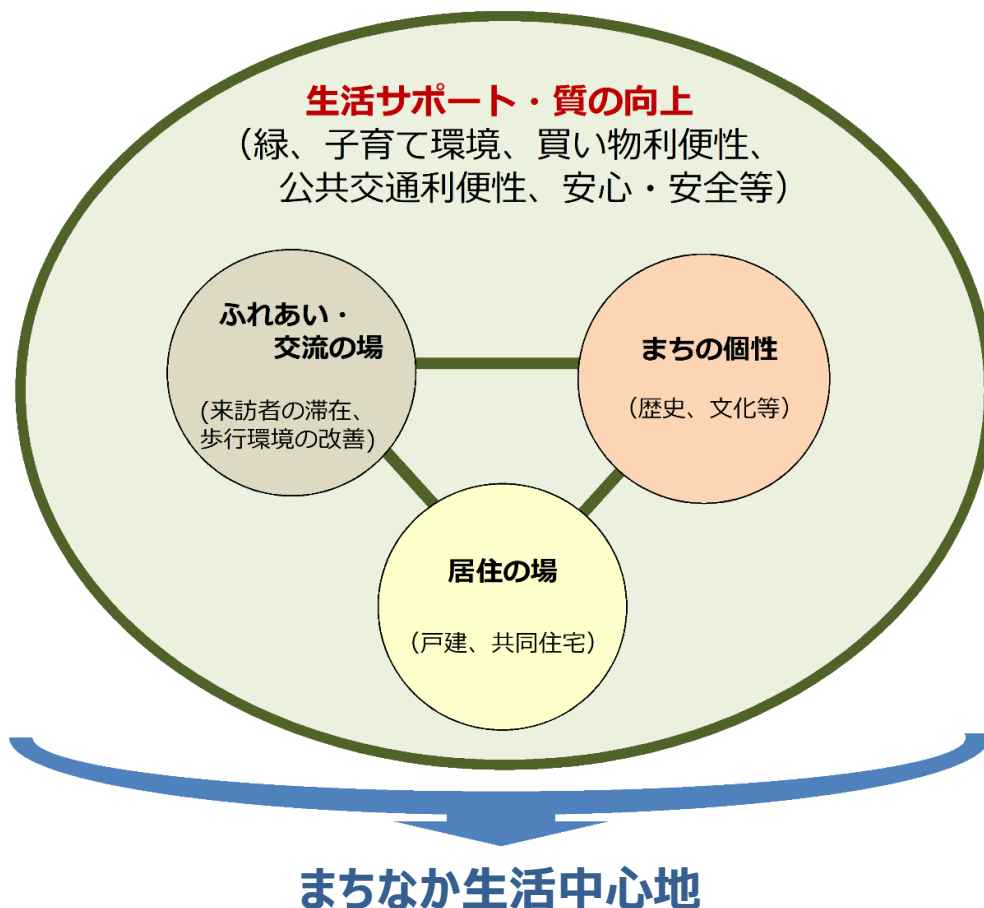 生活サポート・質の向上
（緑、子育て環境、買い物利便性、
公共交通利便性、安心・安全等）
ふれあい・
交流の場
(来訪者の滞在、
歩行環境の改善)
まちの個性
（歴史、文化等）
居住の場
（戸建、共同住宅）
まちなか生活中心地